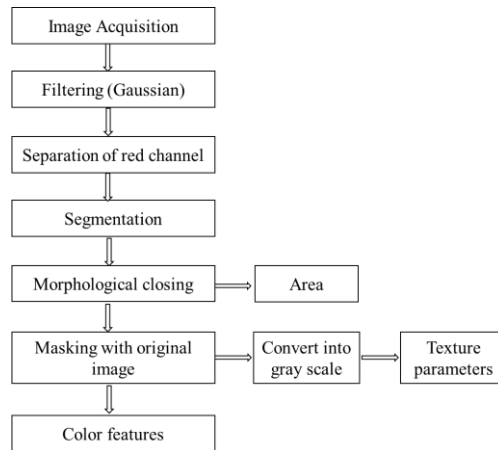 Image Acquisition
Filtering (Gaussian)
Separation of red channel
Segmentation
Morphological closing
Area
Masking with original
image
Convert into
gray scale
Texture
parameters
Color features